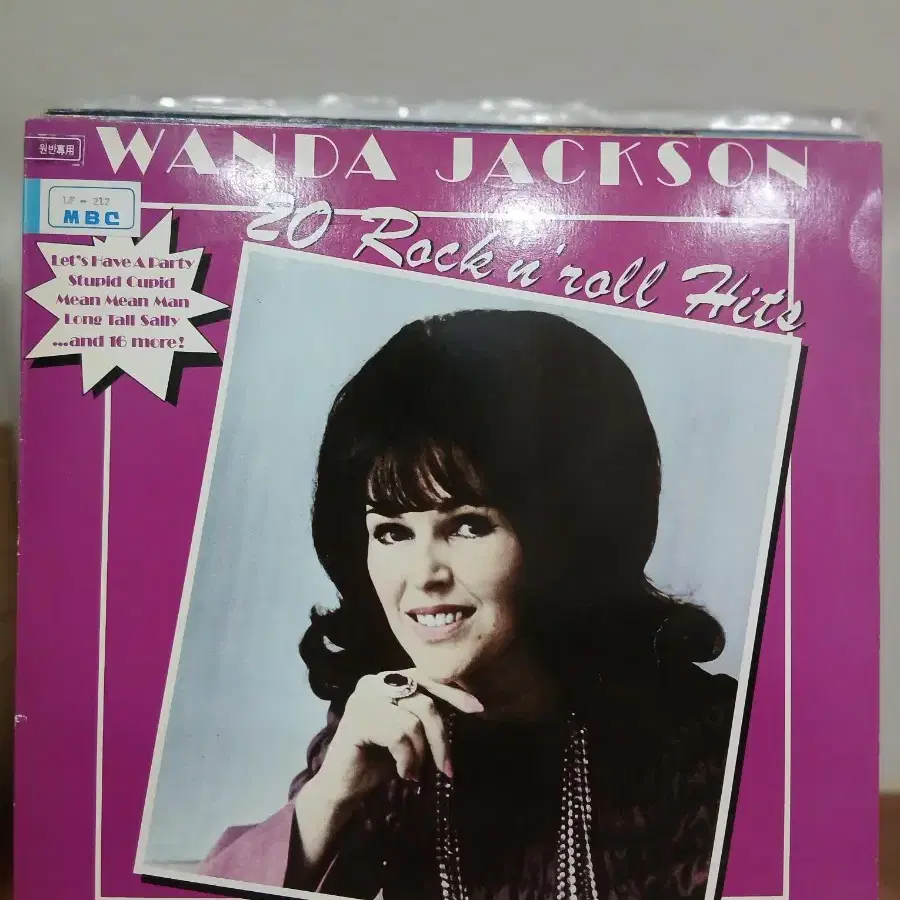 WANDA JACKSON
원반専用
LP - 212
MBC
20 Rock 'n' roll Hits
Let's Have A Party
Stupid Cupid
Mean Mean Man
Long Tall Sally
...and 16 more!